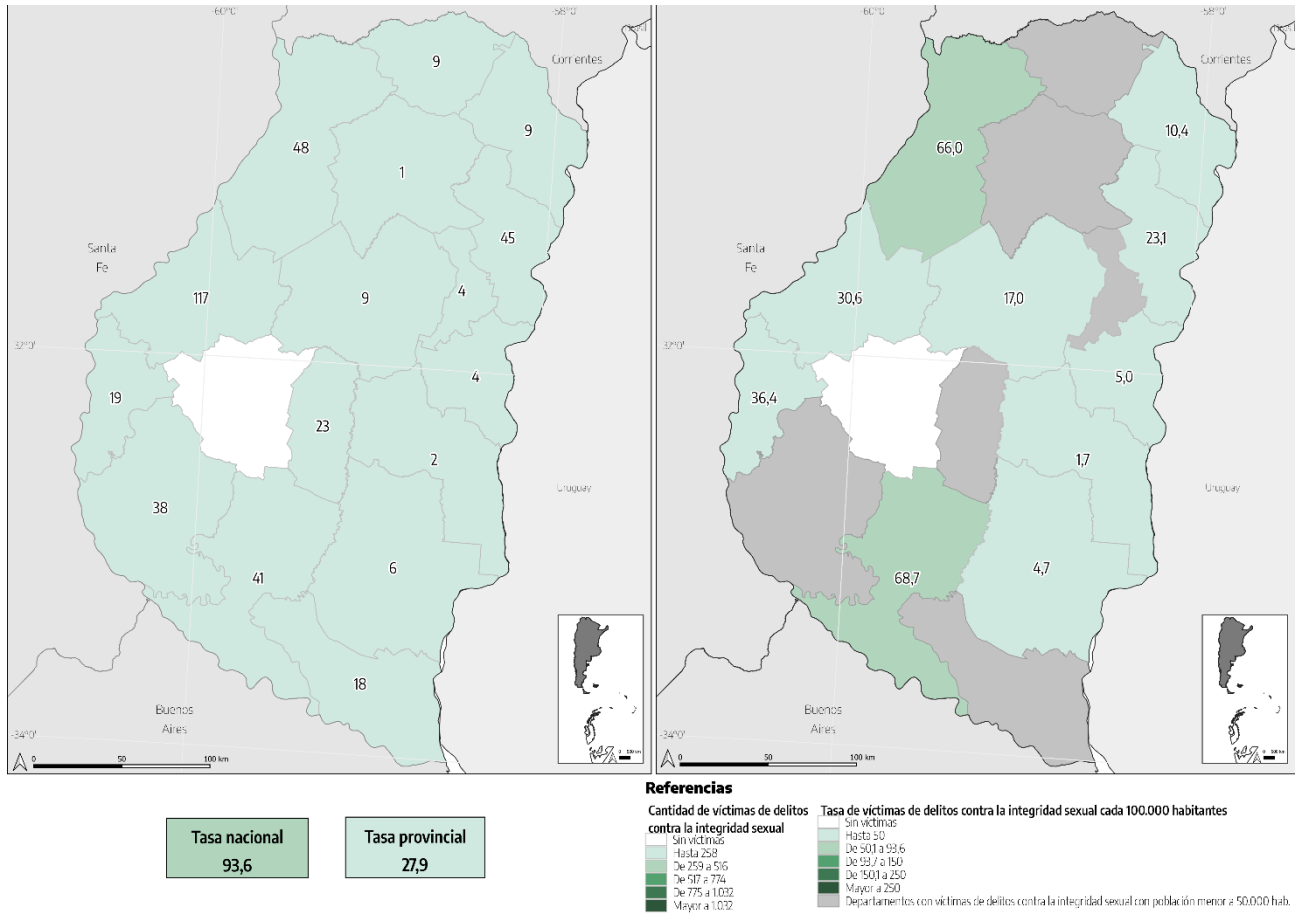 -60°0'
Corrientes
9
9
48
1
45
Santa
Fe
117
9
4
32°0'
4
19
23
2
38
Uruguay
6
41
18
Buenos
Aires
-34°0'
0 50 100 km
100 km
-60°0'
-58°0'
Corrientes
10,4
66,0
23,1
Santa
Fe
30,6
17,0
32°0'
5,0
36,4
1,7
Uruguay
4,7
68,7
Buenos
Aires
-34°0'
0 50 100 km
100 km
Tasa nacional
93,6
Tasa provincial
27,9
Referencias
Cantidad de víctimas de delitos
contra la integridad sexual
Sin víctimas
Hasta 258
De 259 a 516
De 517 a 774
De 775 a 1.032
Mayor a 1.032
Tasa de víctimas de delitos contra la integridad sexual cada 100.000 habitantes
Sin víctimas
Hasta 50
De 50,1 a 93,6
De 93,7 a 150
De 150,1 a 250
Mayor a 250
Departamentos con víctimas de delitos contra la integridad sexual con población menor a 50.000 hab.